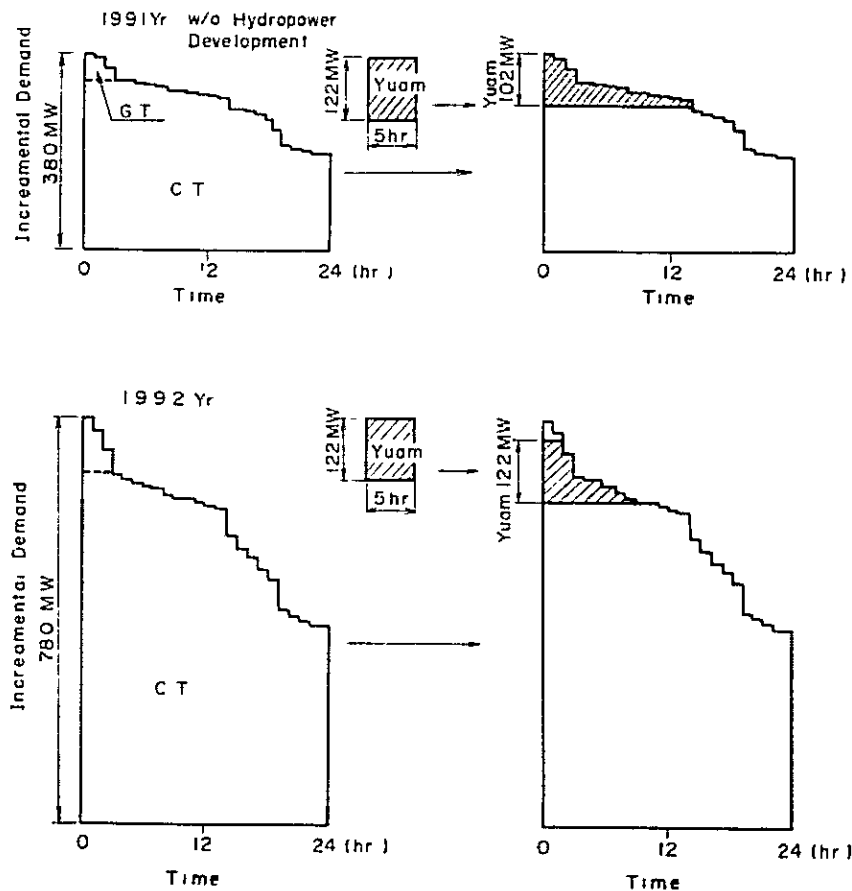 1991Yr w/o Hydropower
Development
Increamental Demand
380 MW
GT
CT
0 12 24 (hr)
Time
122MW
Yuam
5hr
Yuam
102MW
0 12 24 (hr)
Time
1992 Yr
Increamental Demand
780 MW
CT
0 12 24 (hr)
Time
122MW
Yuam
5hr
Yuam 122MW
0 12 24 (hr)
Time